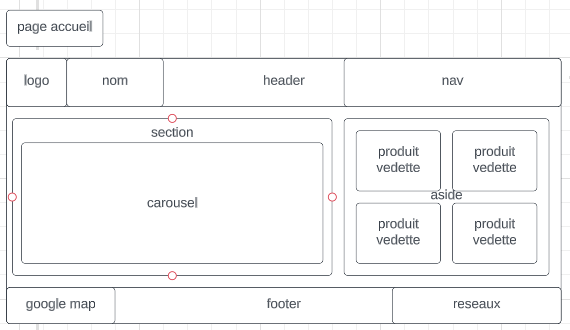 page accueil
logo
nom
header
nav
section
carousel
produit
vedette
produit
vedette
aside
produit
vedette
produit
vedette
google map
footer
reseaux